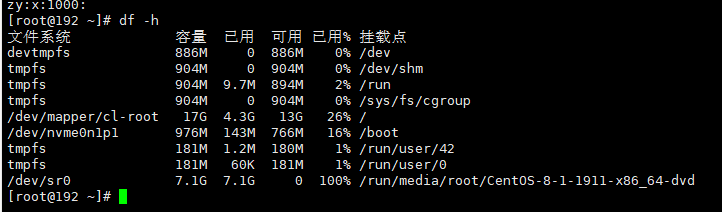 zy:x:1000:
[root@192 ~]# df -h
文件系统 容量 已用 可用 已用% 挂载点
devtmpfs 886M 0 886M 0% /dev
tmpfs 904M 0 904M 0% /dev/shm
tmpfs 904M 9.7M 894M 2% /run
tmpfs 904M 0 904M 0% /sys/fs/cgroup
/dev/mapper/cl-root 17G 4.3G 13G 26% /
/dev/nvme0n1p1 976M 143M 766M 16% /boot
tmpfs 181M 1.2M 180M 1% /run/user/42
tmpfs 181M 60K 181M 1% /run/user/0
/dev/sr0 7.1G 7.1G 0 100% /run/media/root/CentOS-8-1-1911-x86_64-dvd
[root@192 ~]#